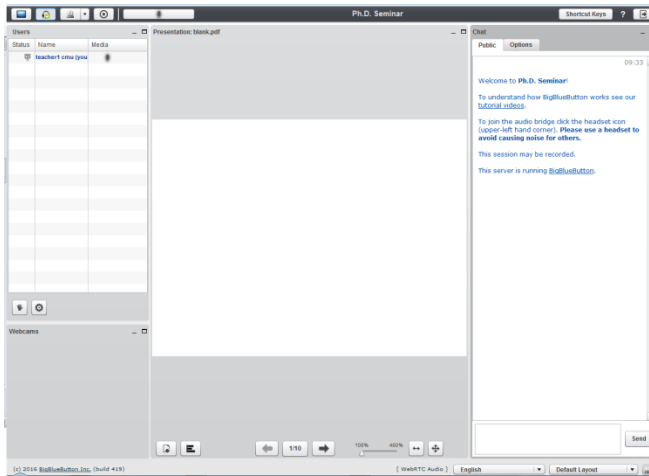 Ph.D. Seminar
Shortcut Keys
?
Users
Status Name Media
teacher1 cmu (you
Webcams
Presentation: blank.pdf
1/10
100% 400%
Chat
Public Options
09:33
Welcome to Ph.D. Seminar!
To understand how BigBlueButton works see our
tutorial videos.
To join the audio bridge click the headset icon
(upper-left hand corner). Please use a headset to
avoid causing noise for others.
This session may be recorded.
This server is running BigBlueButton.
Send
(c) 2016 BigBlueButton Inc. (build 419)
[ WebRTC Audio ]
English
Default Layout